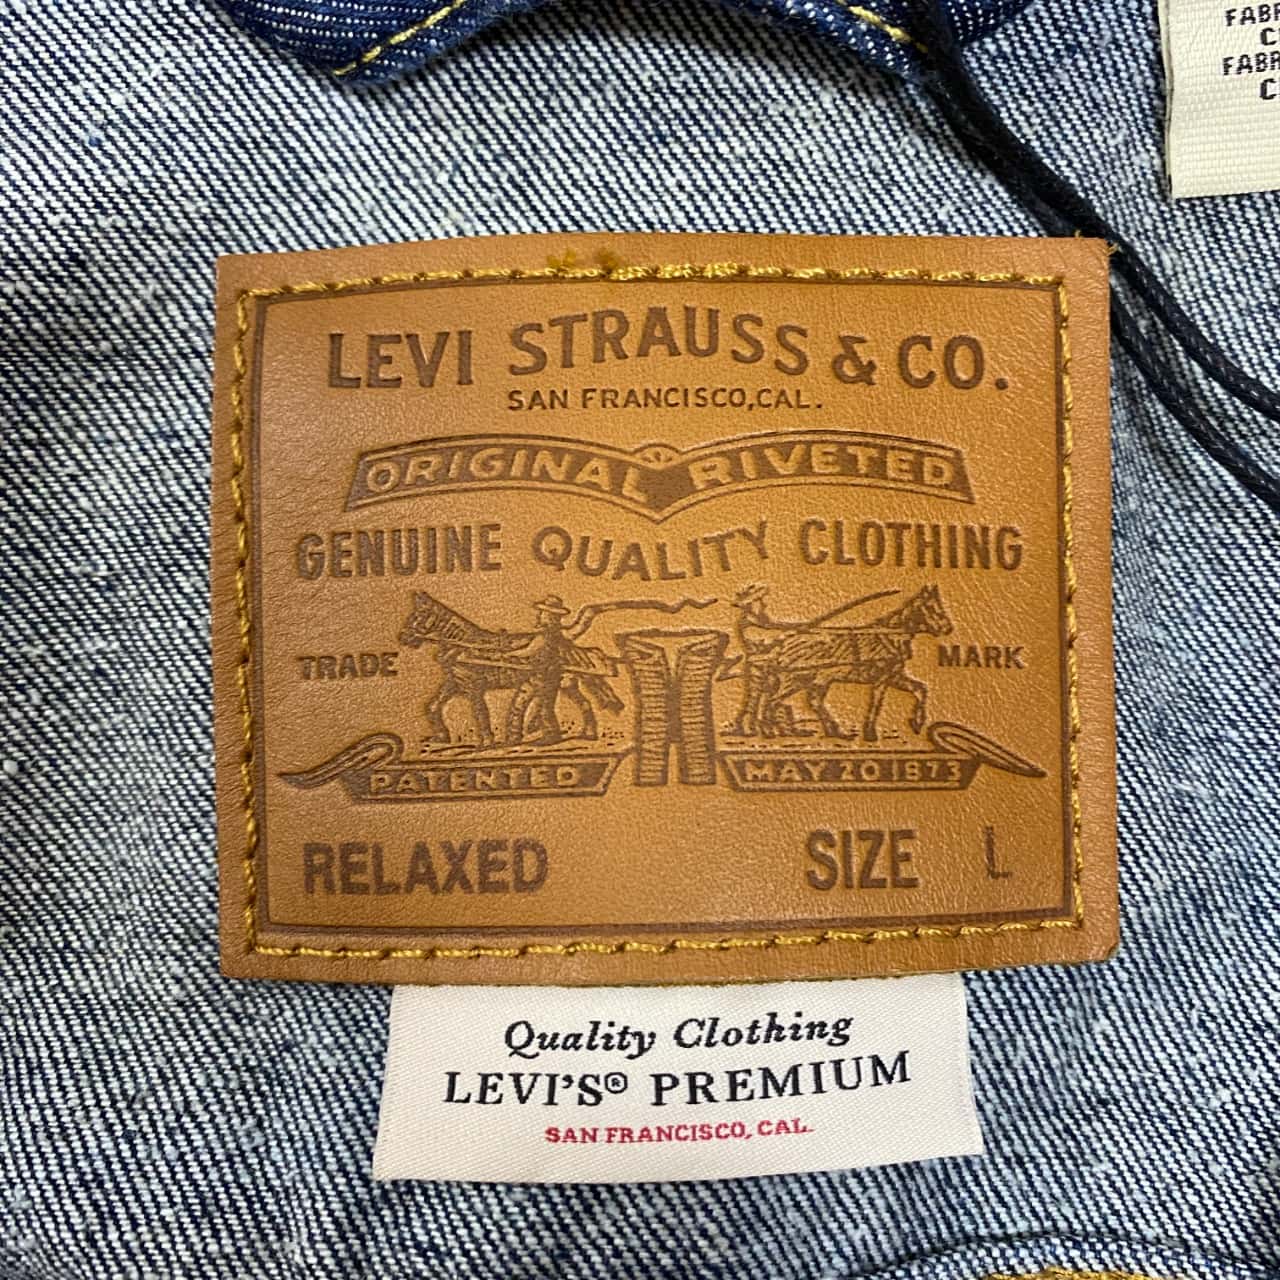 LEVI STRAUSS & CO.
SAN FRANCISCO, CAL.
ORIGINAL RIVETED
GENUINE QUALITY CLOTHING
TRADE MARK
PATENTED MAY 20 1873
RELAXED SIZE L
Quality Clothing
LEVI'S® PREMIUM
SAN FRANCISCO, CAL.